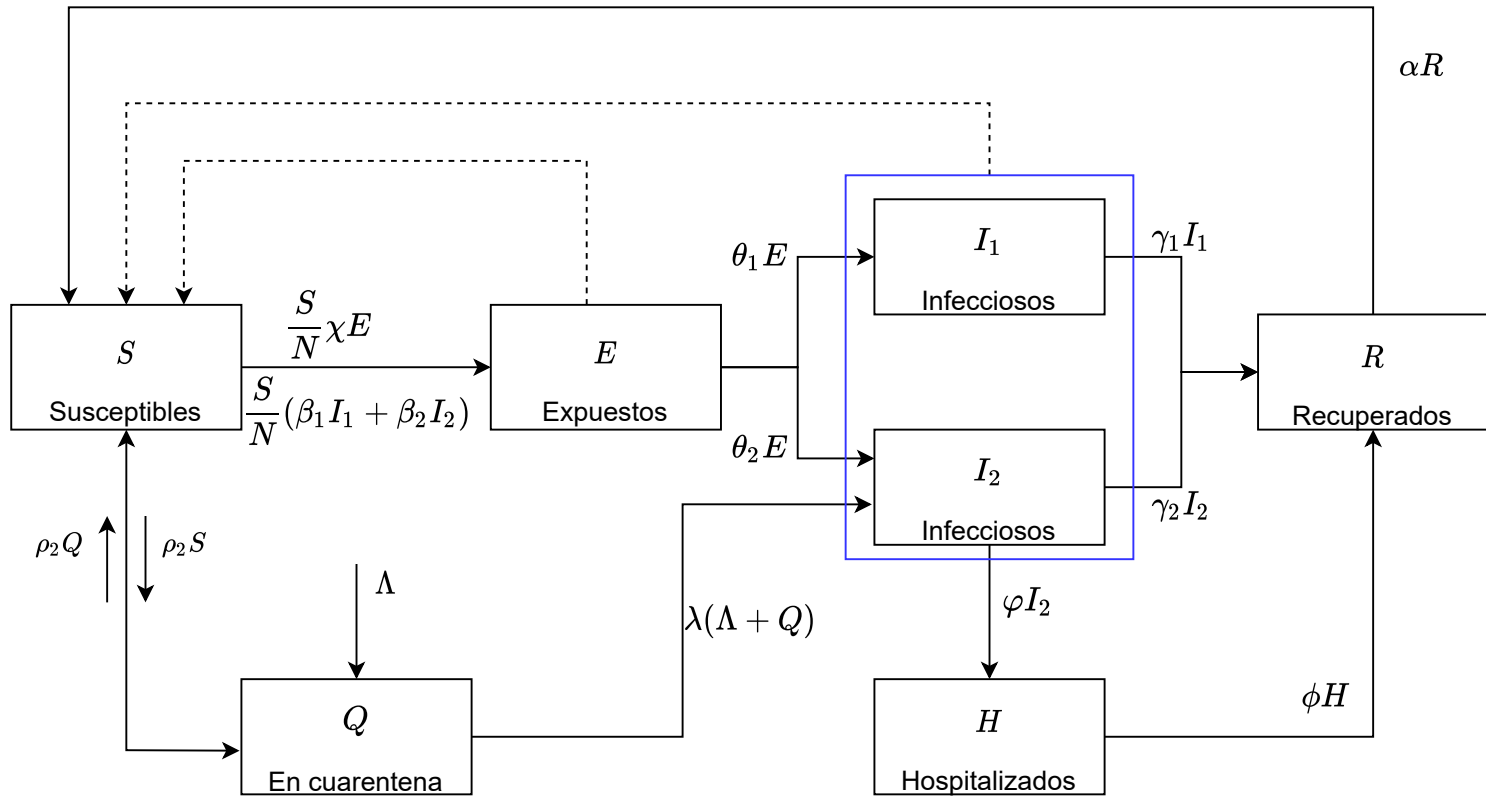 αR
S
Susceptibles
S/N χE
S/N (β₁I₁ + β₂I₂)
E
Expuestos
θ₁E
θ₂E
I₁
Infecciosos
I₂
Infecciosos
γ₁I₁
γ₂I₂
R
Recuperados
ρ₂Q
ρ₂S
Λ
λ(Λ + Q)
φI₂
Q
En cuarentena
H
Hospitalizados
ϕH